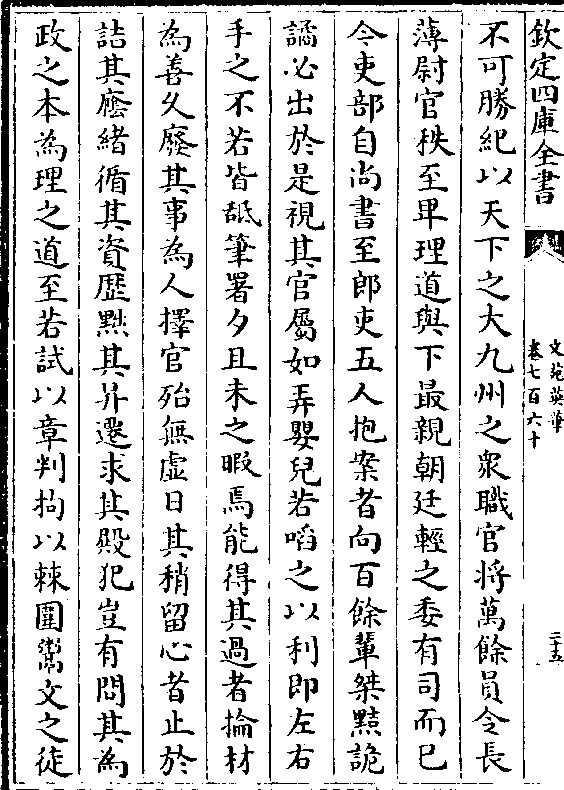 欽定四庫全書
文苑英華
卷七百六十
二十五
不可勝紀以天下之大九州之衆職官將萬餘員令長
薄尉官秩至卑理道與下最親朝廷輕之委有司而已
今吏部自尚書至郎吏五人抱案者向百餘輩桀黠詭
譎必出於是視其官屬如弄嬰兒若㗖之以利即左右
手之不若皆舐筆署夕且未之暇焉能得其過者掄材
為善久廢其事為人擇官殆無虚日其稍留心者止於
詰其廕緒循其資歴㸃其升遷求其殿犯豈有問其為
政之本為理之道至若試以章判拘以棘圍鬻文之徒